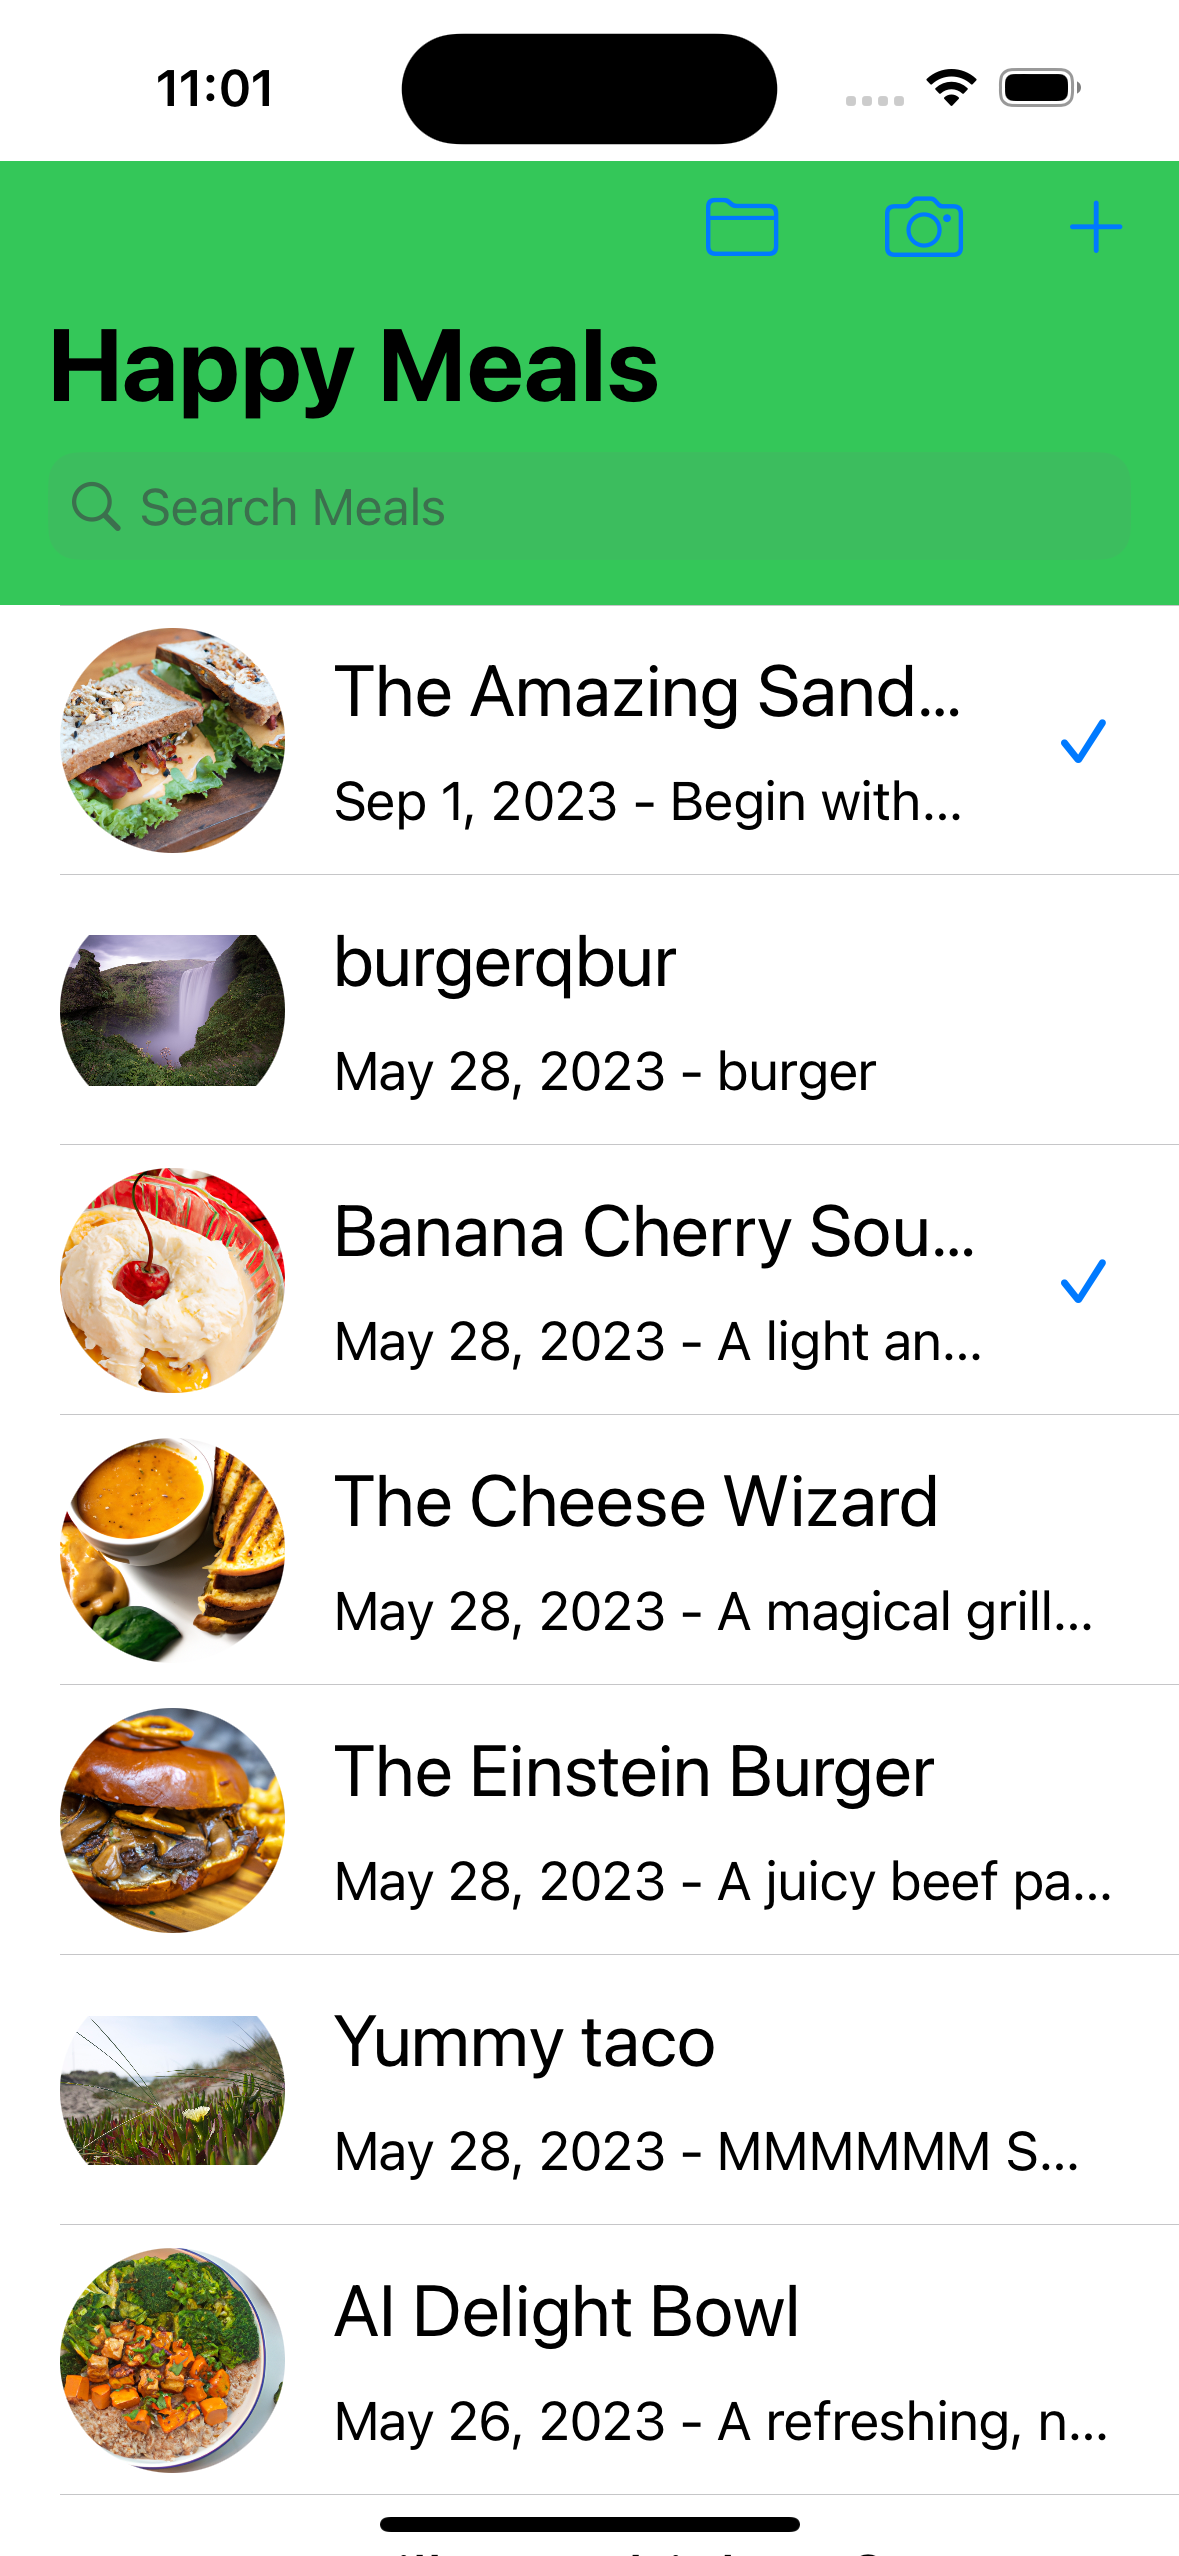 11:01
Happy Meals
Search Meals
The Amazing Sand...
Sep 1, 2023 - Begin with...
burgerqbur
May 28, 2023 - burger
Banana Cherry Sou...
May 28, 2023 - A light an...
The Cheese Wizard
May 28, 2023 - A magical grill...
The Einstein Burger
May 28, 2023 - A juicy beef pa...
Yummy taco
May 28, 2023 - MMMMMM S...
AI Delight Bowl
May 26, 2023 - A refreshing, n...